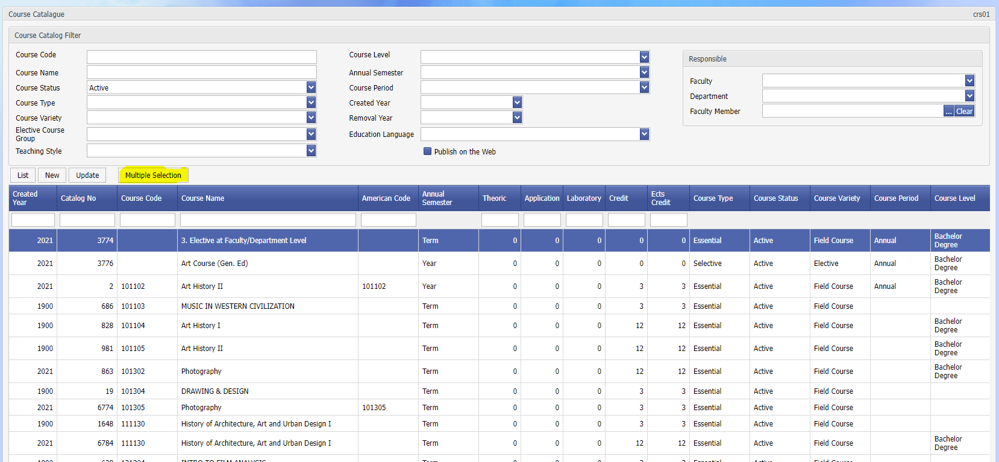 Course Catalague crs01
Course Catalog Filter
Course Code
Course Name
Course Status Active
Course Type
Course Variety
Elective Course
Group
Teaching Style
Course Level
Annual Semester
Course Period
Created Year
Removal Year
Education Language
Publish on the Web
Responsible
Faculty
Department
Faculty Member ... Clear
List New Update Multiple Selection
Created Year Catalog No Course Code Course Name American Code Annual Semester Theoric Application Laboratory Credit Ects Credit Course Type Course Status Course Variety Course Period Course Level
2021 3774 3. Elective at Faculty/Department Level Term 0 0 0 0 0 Essential Active Field Course Annual Bachelor Degree
2021 3776 Art Course (Gen. Ed) Year 0 0 0 0 0 Selective Active Elective Annual Bachelor Degree
2021 2 101102 Art History II 101102 Year 0 0 0 3 3 Essential Active Field Course Annual Bachelor Degree
1900 686 101103 MUSIC IN WESTERN CIVILIZATION Term 0 0 0 3 3 Essential Active Field Course
1900 828 101104 Art History I Term 0 0 0 12 12 Essential Active Field Course Bachelor Degree
1900 981 101105 Art History II Term 0 0 0 12 12 Essential Active Field Course Bachelor Degree
2021 863 101302 Photography Term 0 0 0 12 12 Essential Active Field Course Bachelor Degree
1900 19 101304 DRAWING & DESIGN Term 0 0 0 3 3 Essential Active Field Course
2021 6774 101305 Photography 101305 Term 0 0 0 3 3 Essential Active Field Course
1900 1648 111130 History of Architecture, Art and Urban Design I Term 0 0 0 3 3 Essential Active Field Course
2021 6784 111130 History of Architecture, Art and Urban Design I Term 0 0 0 12 12 Essential Active Field Course Bachelor Degree
INTRO TO FILM ANALYSIS Term Essential Active Field Course